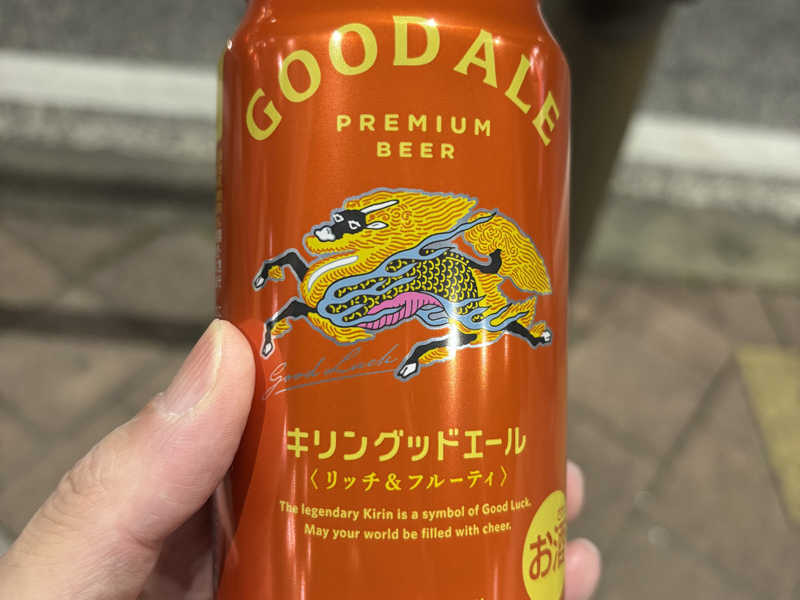 GOOD ALE
PREMIUM
BEER
Good Luck
キリングッドエール
〈リッチ&フルーティ〉
The legendary Kirin is a symbol of Good Luck.
May your world be filled with cheer.
お酒